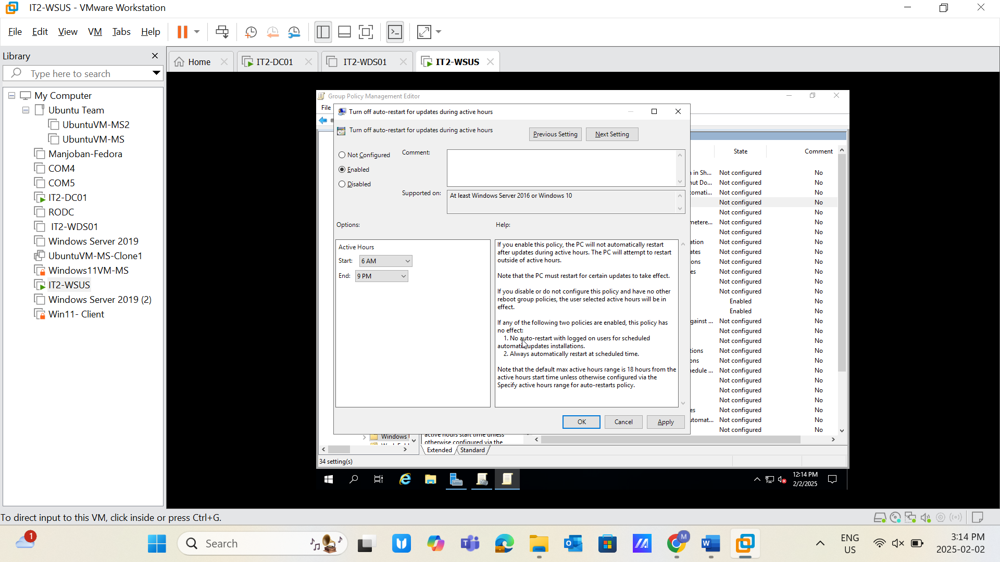 IT2-WSUS - VMware Workstation
File Edit View VM Tabs Help
Library
Type here to search
My Computer
Ubuntu Team
UbuntuVM-MS2
UbuntuVM-MS
Manjoban-Fedora
COM4
COM5
IT2-DC01
RODC
IT2-WDS01
Windows Server 2019
UbuntuVM-MS-Clone1
Windows11VM-MS
IT2-WSUS
Windows Server 2019 (2)
Win11- Client
Home IT2-DC01 IT2-WDS01 IT2-WSUS
Group Policy Management Editor
File
Turn off auto-restart for updates during active hours
Turn off auto-restart for updates during active hours
Previous Setting Next Setting
Not Configured
Enabled
Disabled
Comment:
Supported on:
At least Windows Server 2016 or Windows 10
Options:
Help:
Active Hours
Start: 6 AM
End: 9 PM
If you enable this policy, the PC will not automatically restart
after updates during active hours. The PC will attempt to restart
outside of active hours.
Note that the PC must restart for certain updates to take effect.
If you disable or do not configure this policy and have no other
reboot group policies, the user selected active hours will be in
effect.
If any of the following two policies are enabled, this policy has
no effect:
1. No auto-restart with logged on users for scheduled
automatic updates installations.
2. Always automatically restart at scheduled time.
Note that the default max active hours range is 18 hours from the
active hours start time unless otherwise configured via the
Specify active hours range for auto-restarts policy.
OK Cancel Apply
State Comment
in Sh... Not configured No
ut Do... Not configured No
omati... Not configured No
Not configured No
Not configured No
metere... Not configured No
Not configured No
ation Not configured No
ates Not configured No
ons Not configured No
es Not configured No
Not configured No
Not configured No
Enabled No
Enabled No
gainst ... Not configured No
Not configured No
Not configured No
tions Not configured No
ons Not configured No
edule ... Not configured No
Not configured No
Not configured No
Not configured No
es Not configured No
utomat... Not configured No
Not configured No
Windows
active hours start time unless
otherwise configured via the
Extended Standard
34 setting(s)
12:14 PM
2/2/2025
To direct input to this VM, click inside or press Ctrl+G.
1
Search
M
ENG
US
3:14 PM
2025-02-02